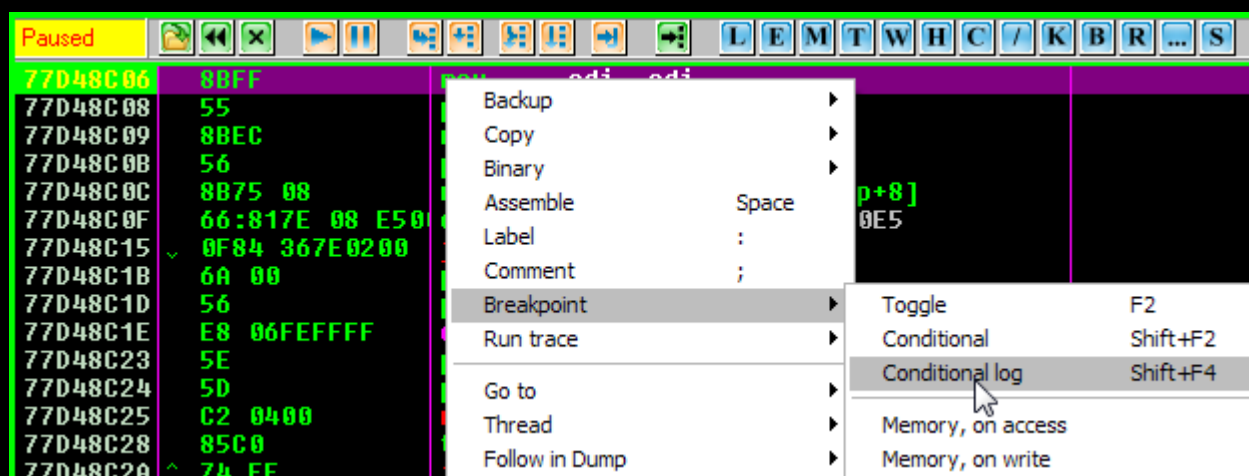 Paused L E M T W H C / K B R ... S
77D48C06 8BFF mov edi, edi
77D48C08 55
77D48C09 8BEC
77D48C0B 56
77D48C0C 8B75 08 p+8]
77D48C0F 66:817E 08 E50 0E5
77D48C15 0F84 367E0200
77D48C1B 6A 00
77D48C1D 56
77D48C1E E8 06FEFFFF
77D48C23 5E
77D48C24 5D
77D48C25 C2 0400
77D48C28 85C0
77D48C2A 74 EE
Backup
Copy
Binary
Assemble Space
Label :
Comment ;
Breakpoint
Run trace
Go to
Thread
Follow in Dump
Toggle F2
Conditional Shift+F2
Conditional log Shift+F4
Memory, on access
Memory, on write